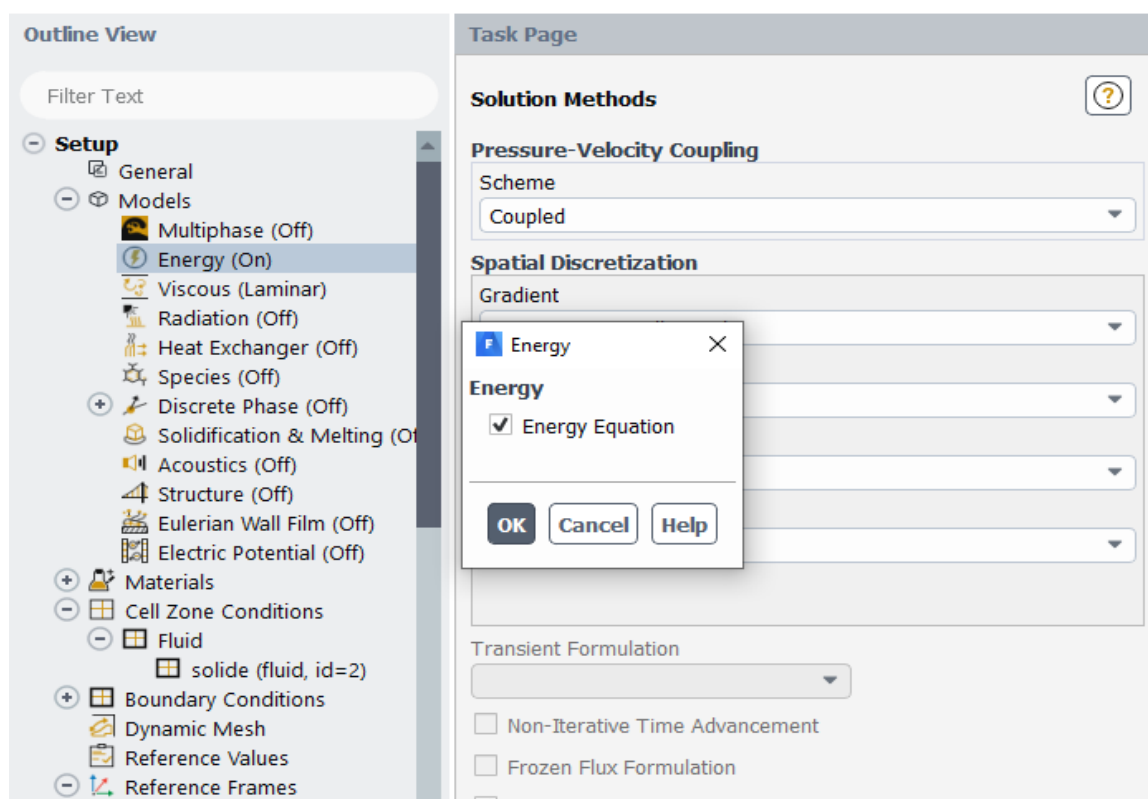 Outline View
Filter Text
Setup
General
Models
Multiphase (Off)
Energy (On)
Viscous (Laminar)
Radiation (Off)
Heat Exchanger (Off)
Species (Off)
Discrete Phase (Off)
Solidification & Melting
Acoustics (Off)
Structure (Off)
Eulerian Wall Film (Off)
Electric Potential (Off)
Materials
Cell Zone Conditions
Fluid
solide (fluid, id=2)
Boundary Conditions
Dynamic Mesh
Reference Values
Reference Frames
Task Page
Solution Methods
?
Pressure-Velocity Coupling
Scheme
Coupled
Spatial Discretization
Gradient
F Energy
Energy
Energy Equation
OK Cancel Help
Transient Formulation
Non-Iterative Time Advancement
Frozen Flux Formulation